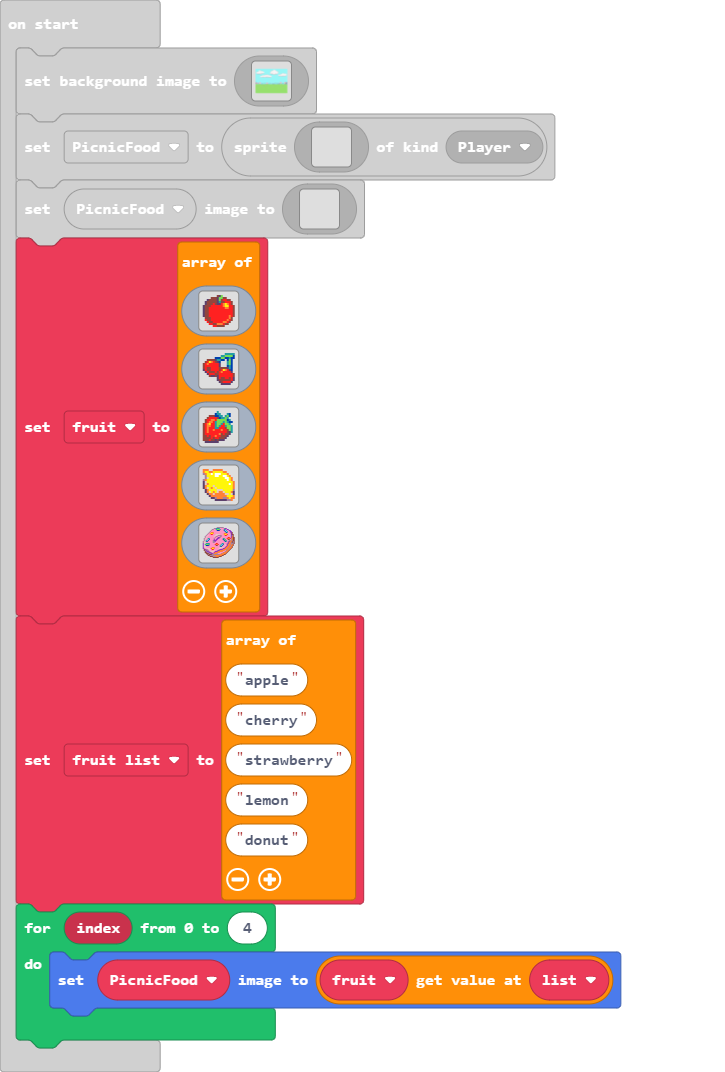 on start
set background image to
set PicnicFood to sprite of kind Player
set PicnicFood image to
array of
set fruit to
array of
"apple"
"cherry"
"strawberry"
set fruit list to
"lemon"
"donut"
for index from 0 to 4
do
set PicnicFood image to fruit get value at list